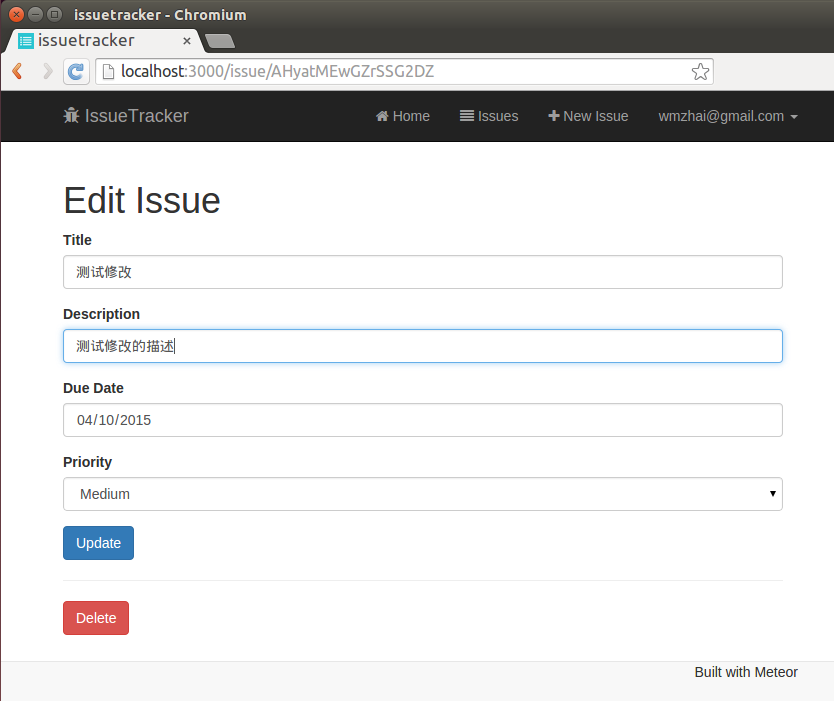 issuetracker - Chromium
issuetracker
localhost:3000/issue/AHyatMEwGZrSSG2DZ
IssueTracker Home Issues New Issue wmzhai@gmail.com
Edit Issue
Title
测试修改
Description
测试修改的描述
Due Date
04/10/2015
Priority
Medium
Update
Delete
Built with Meteor